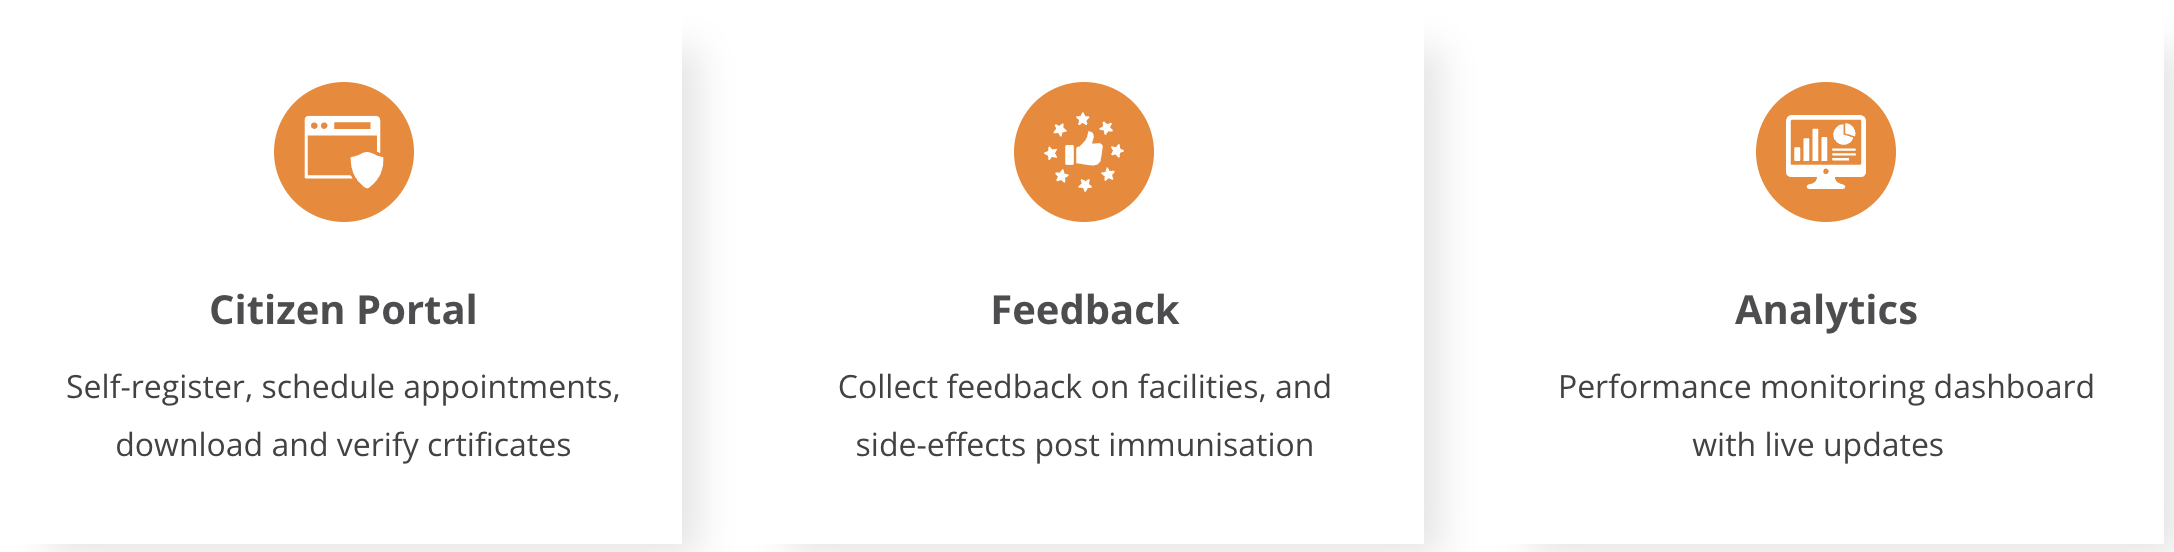 Citizen Portal
Self-register, schedule appointments,
download and verify crtificates
Feedback
Collect feedback on facilities, and
side-effects post immunisation
Analytics
Performance monitoring dashboard
with live updates